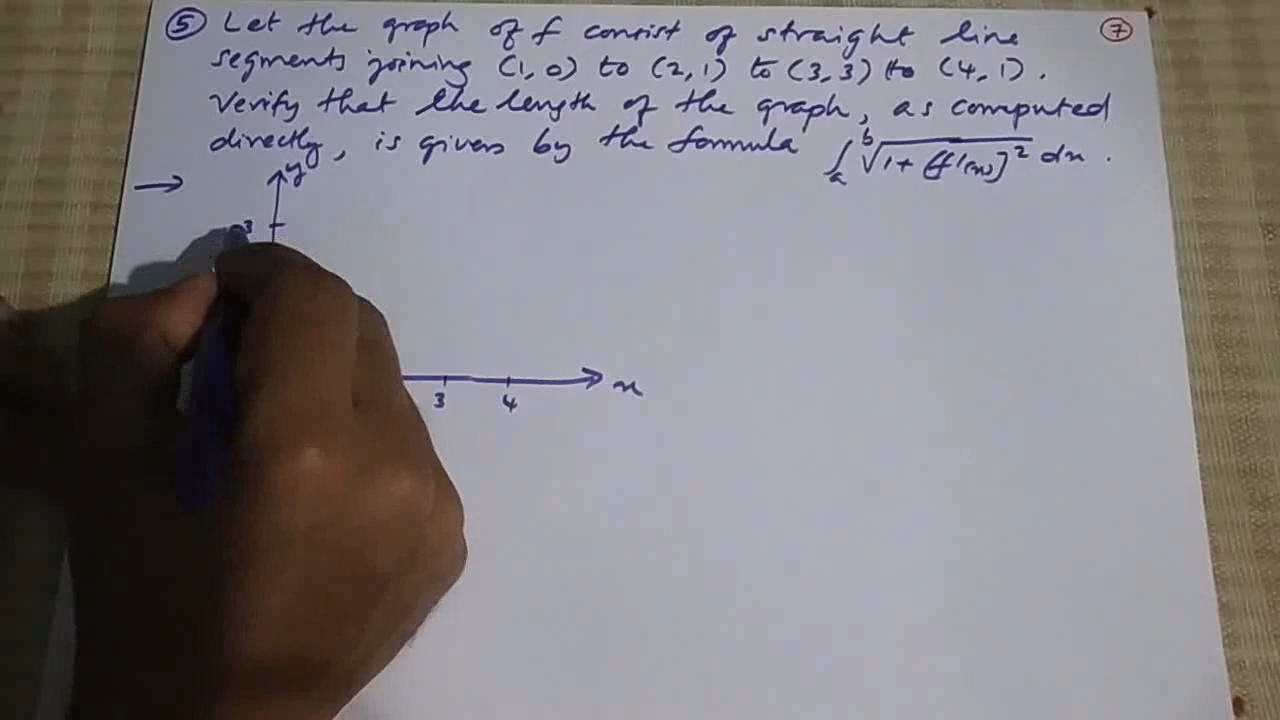 ⑤ Let the graph of f consist of straight line ⑦
segments joining (1, 0) to (2, 1) to (3, 3) to (4, 1).
Verify that the length of the graph, as computed
directly, is given by the formula ∫ₐᵇ √(1 + [f'(x)]²) dx.
→ y
3
x
3 4